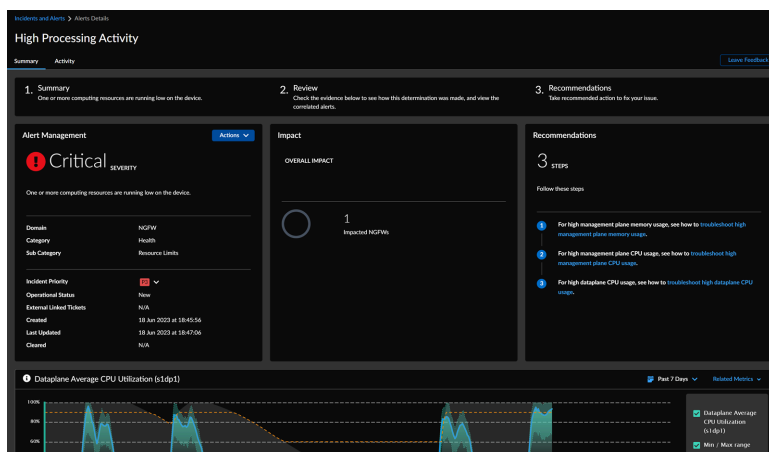 Incidents and Alerts > Alerts Details
High Processing Activity
Summary Activity
Leave Feedback
1. Summary
One or more computing resources are running low on the device.
2. Review
Check the evidence below to see how this determination was made, and view the
correlated alerts.
3. Recommendations
Take recommended action to fix your issue.
Alert Management
Actions
Critical SEVERITY
One or more computing resources are running low on the device.
Domain NGFW
Category Health
Sub Category Resource Limits
Incident Priority
Operational Status New
External Linked Tickets N/A
Created 18 Jun 2023 at 18:45:56
Last Updated 18 Jun 2023 at 18:47:06
Cleared N/A
Impact
OVERALL IMPACT
1
Impacted NGFWs
Recommendations
3 STEPS
Follow these steps
1 For high management plane memory usage, see how to troubleshoot high
management plane memory usage.
2 For high management plane CPU usage, see how to troubleshoot high
management plane CPU usage.
3 For high dataplane CPU usage, see how to troubleshoot high dataplane CPU
usage.
Dataplane Average CPU Utilization (s1dp1)
Past 7 Days
Related Metrics
100%
80%
60%
Dataplane Average
CPU Utilization
(s1dp1)
Min / Max range